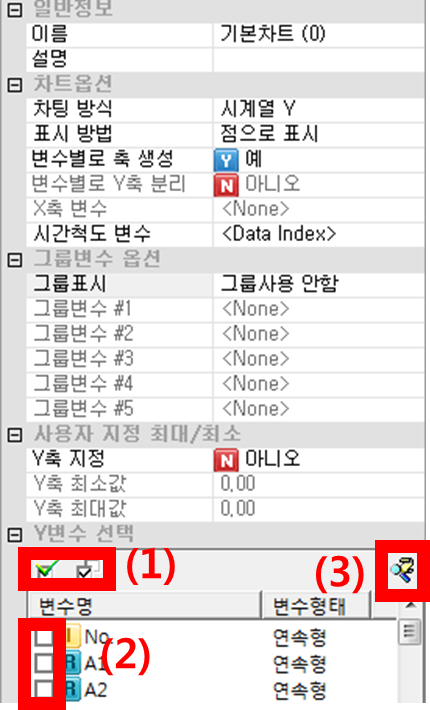 일반정보
이름 기본차트 (0)
설명
차트옵션
차팅 방식 시계열 Y
표시 방법 점으로 표시
변수별로 축 생성 Y 예
변수별로 Y축 분리 N 아니오
X축 변수 <None>
시간척도 변수 <Data Index>
그룹변수 옵션
그룹표시 그룹사용 안함
그룹변수 #1 <None>
그룹변수 #2 <None>
그룹변수 #3 <None>
그룹변수 #4 <None>
그룹변수 #5 <None>
사용자 지정 최대/최소
Y축 지정 N 아니오
Y축 최소값 0,00
Y축 최대값 0,00
Y변수 선택
(1) (3)
변수명 변수형태
I No 연속형
(2)
R A1 연속형
R A2 연속형